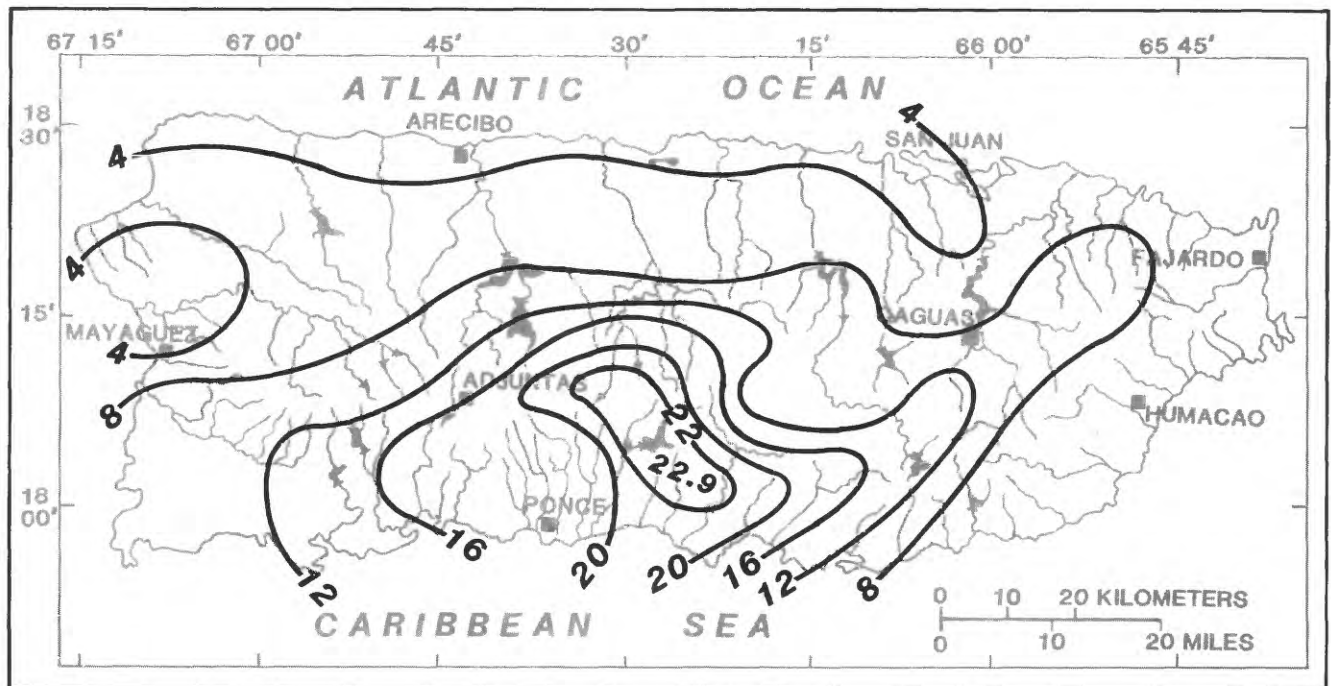 67 15' 67 00' 45' 30' 15' 66 00' 65 45'
ATLANTIC OCEAN
18
30'
ARECIBO
SAN JUAN
4
4
4
FAJARDO
15'
MAYAGUEZ
CAGUAS
4
8
ADJUNTAS
HUMACAO
22
22.9
18
00'
PONCE
16
20
20
16
12
12
8
0 10 20 KILOMETERS
0 10 20 MILES
CARIBBEAN SEA